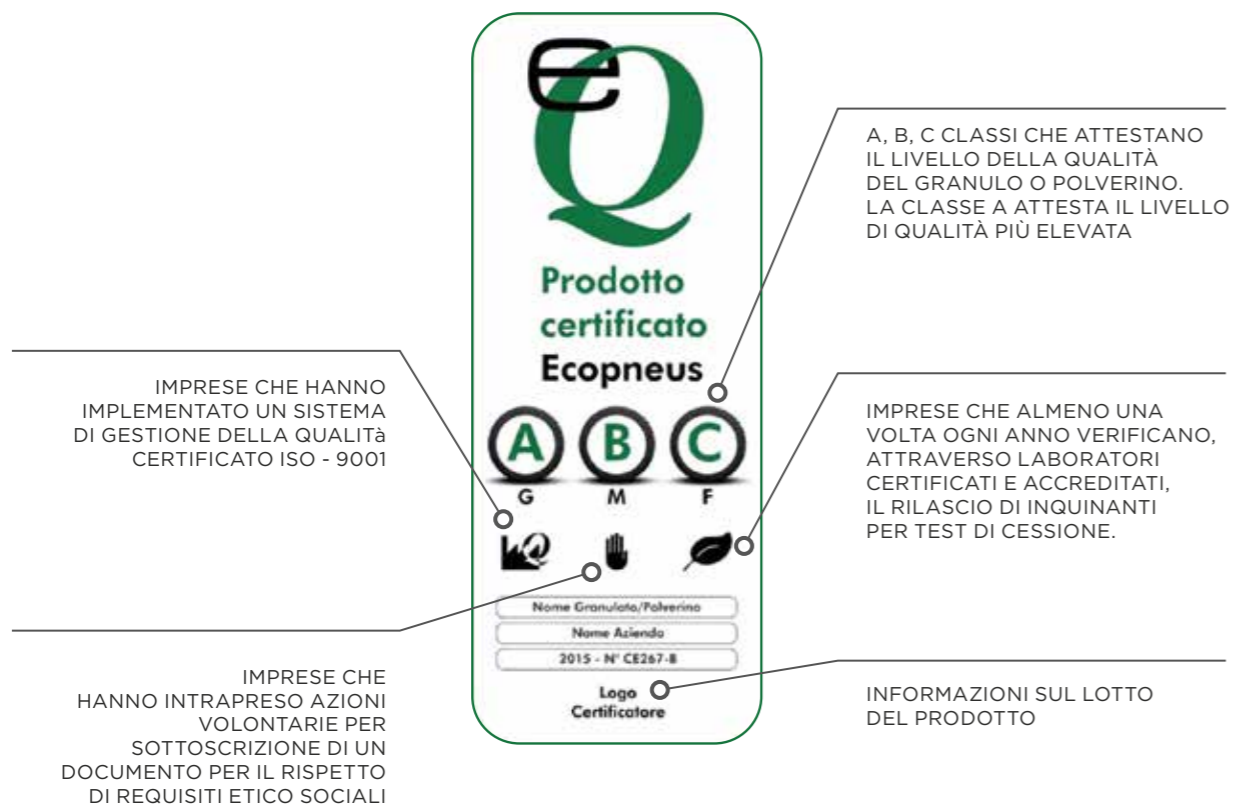 eQ
Prodotto
certificato
Ecopneus
A B C
G M F
Q
Nome Granulato/Polverino
Nome Azienda
2015 - N° CE267-B
Logo
Certificatore
A, B, C CLASSI CHE ATTESTANO
IL LIVELLO DELLA QUALITÀ
DEL GRANULO O POLVERINO.
LA CLASSE A ATTESTA IL LIVELLO
DI QUALITÀ PIÙ ELEVATA
IMPRESE CHE HANNO
IMPLEMENTATO UN SISTEMA
DI GESTIONE DELLA QUALITà
CERTIFICATO ISO - 9001
IMPRESE CHE ALMENO UNA
VOLTA OGNI ANNO VERIFICANO,
ATTRAVERSO LABORATORI
CERTIFICATI E ACCREDITATI,
IL RILASCIO DI INQUINANTI
PER TEST DI CESSIONE.
IMPRESE CHE
HANNO INTRAPRESO AZIONI
VOLONTARIE PER
SOTTOSCRIZIONE DI UN
DOCUMENTO PER IL RISPETTO
DI REQUISITI ETICO SOCIALI
INFORMAZIONI SUL LOTTO
DEL PRODOTTO